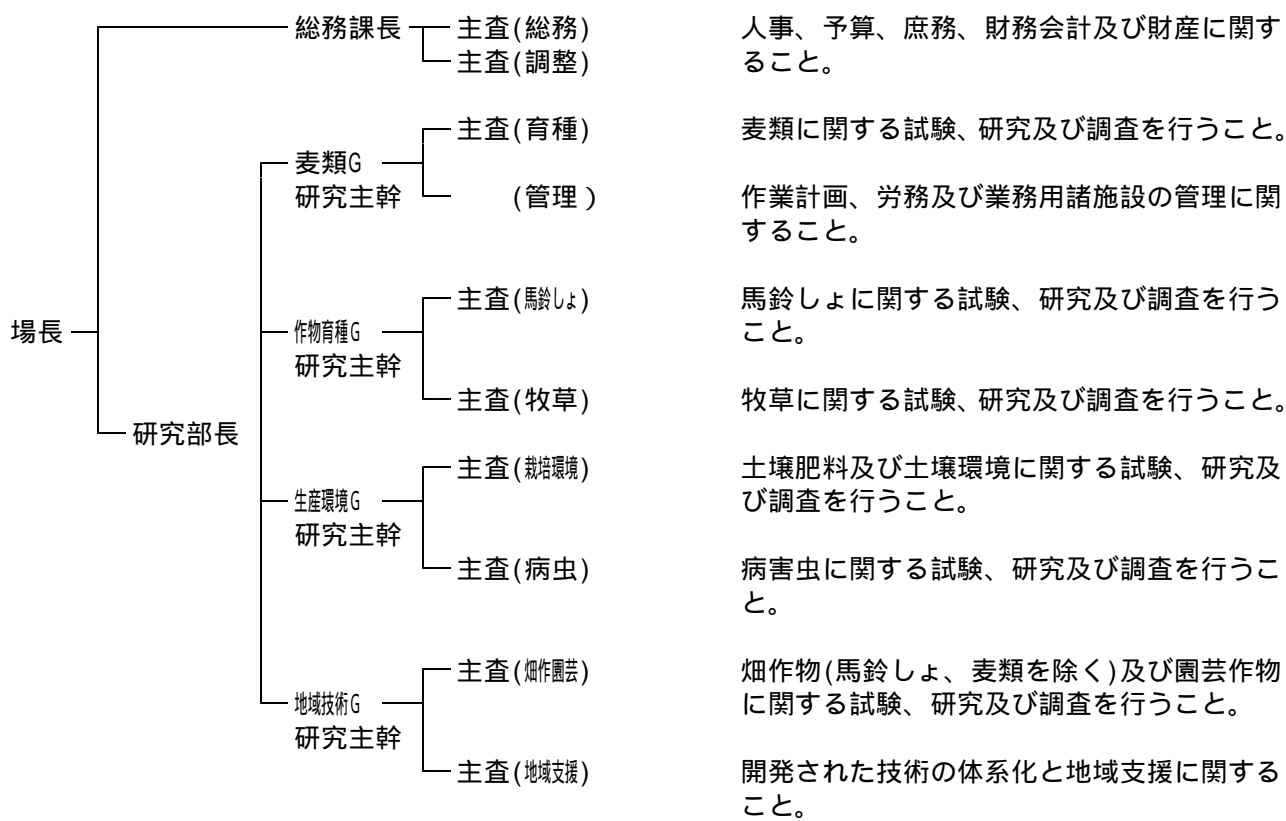 総務課長 主査(総務) 人事、予算、庶務、財務会計及び財産に関す
主査(調整) ること。
主査(育種) 麦類に関する試験、研究及び調査を行うこと。
麦類G
研究主幹 (管理) 作業計画、労務及び業務用諸施設の管理に関
すること。
主査(馬鈴しょ) 馬鈴しょに関する試験、研究及び調査を行う
場長 作物育種G こと。
研究主幹
主査(牧草) 牧草に関する試験、研究及び調査を行うこと。
研究部長
主査(栽培環境) 土壌肥料及び土壌環境に関する試験、研究及
生産環境G び調査を行うこと。
研究主幹
主査(病虫) 病害虫に関する試験、研究及び調査を行うこ
と。
主査(畑作園芸) 畑作物(馬鈴しょ、麦類を除く)及び園芸作物
地域技術G に関する試験、研究及び調査を行うこと。
研究主幹
主査(地域支援) 開発された技術の体系化と地域支援に関する
こと。